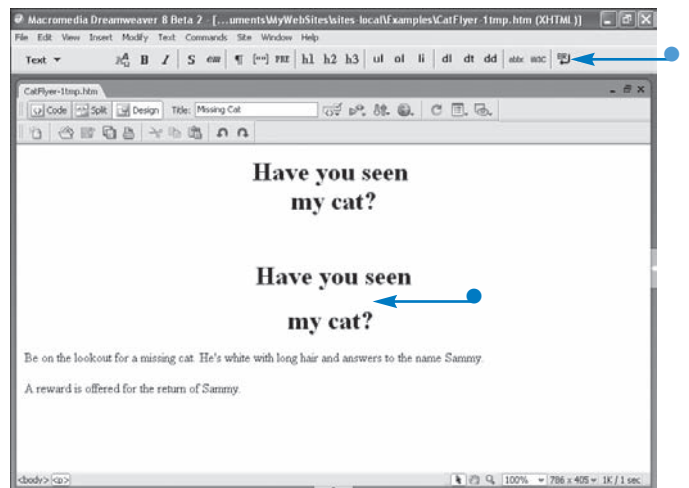 Macromedia Dreamweaver 8 Beta 2 - [...uments\MyWebSites\sites-local\Examples\CatFlyer-1tmp.htm (XHTML)]
File Edit View Insert Modify Text Commands Site Window Help
Text B I S em ¶ [""] PRE h1 h2 h3 ul ol li dl dt dd abbr
CatFlyer-1tmp.htm
Code Split Design Title: Missing Cat
Have you seen
my cat?
Have you seen
my cat?
Be on the lookout for a missing cat. He's white with long hair and answers to the name Sammy.
A reward is offered for the return of Sammy.
<body> <p> 100% 786 x 405 1K / 1 sec